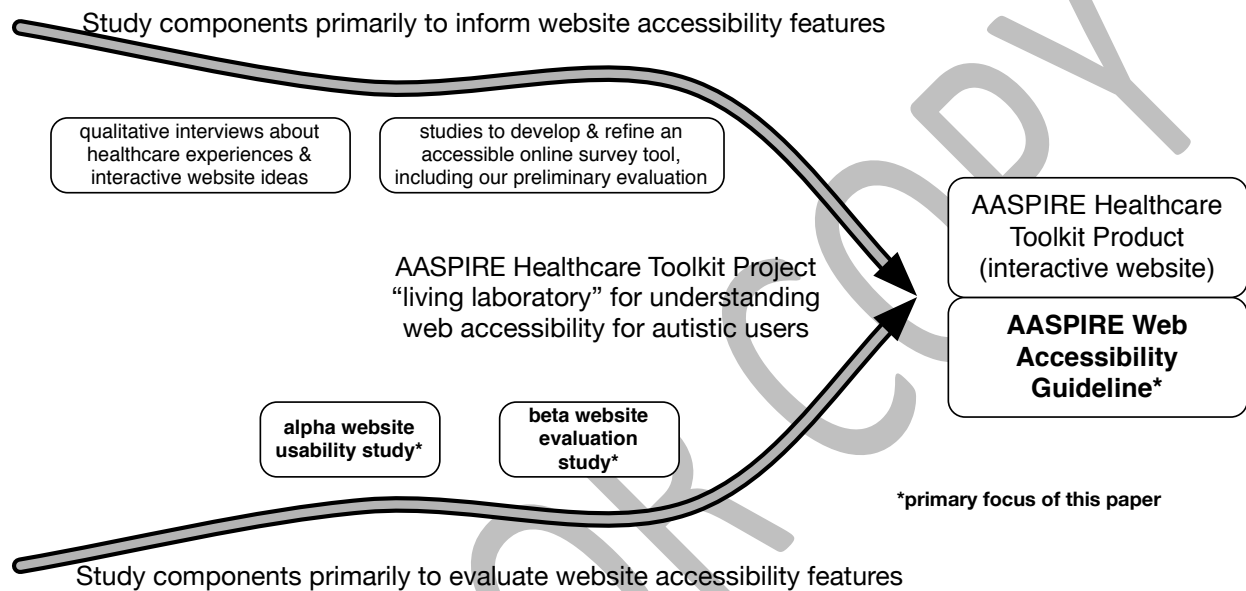 Study components primarily to inform website accessibility features
qualitative interviews about
healthcare experiences &
interactive website ideas
studies to develop & refine an
accessible online survey tool,
including our preliminary evaluation
AASPIRE Healthcare Toolkit Project
“living laboratory” for understanding
web accessibility for autistic users
AASPIRE Healthcare
Toolkit Product
(interactive website)
AASPIRE Web
Accessibility
Guideline*
alpha website
usability study*
beta website
evaluation
study*
*primary focus of this paper
Study components primarily to evaluate website accessibility features
OR COPY